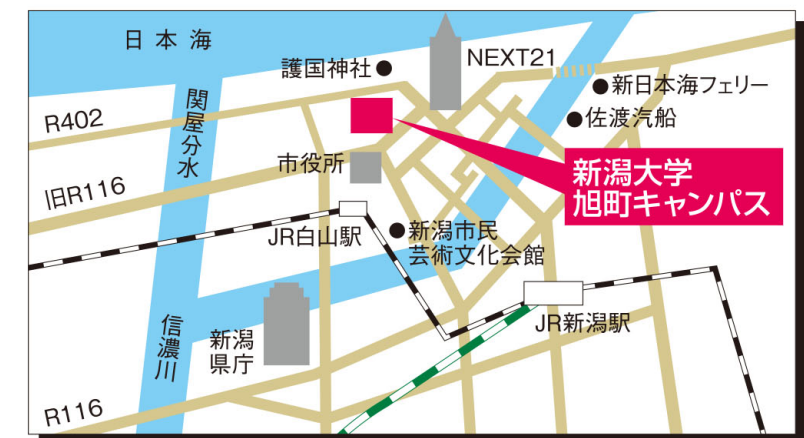 日本海
護国神社
NEXT21
新日本海フェリー
佐渡汽船
R402
関屋分水
旧R116
市役所
新潟大学
旭町キャンパス
JR白山駅
新潟市民
芸術文化会館
JR新潟駅
信濃川
新潟
県庁
R116